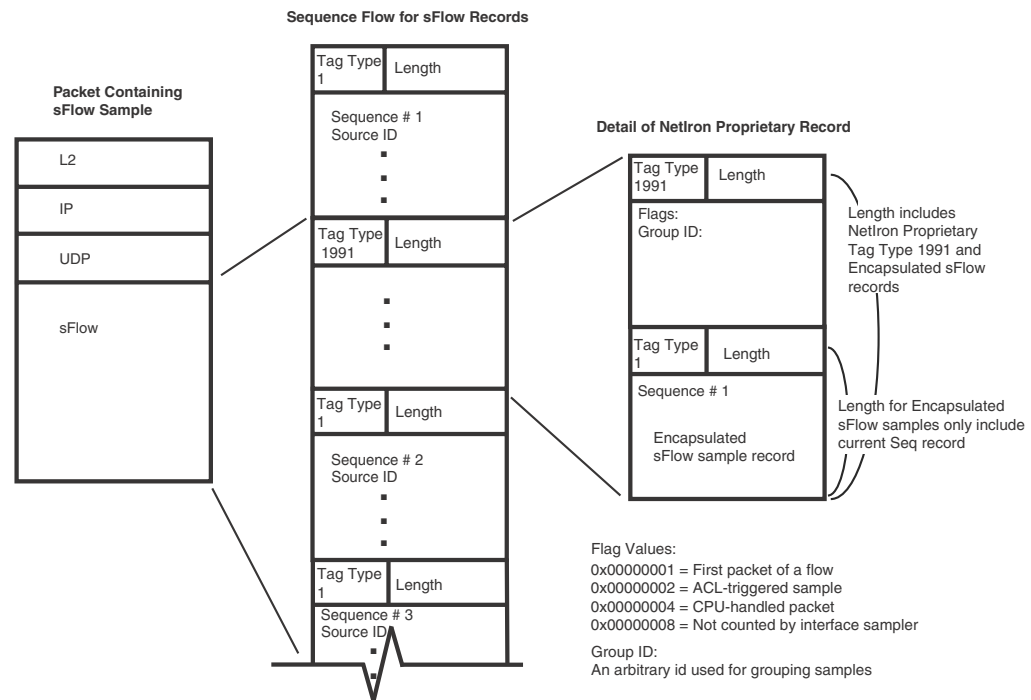 Sequence Flow for sFlow Records
Packet Containing
sFlow Sample
L2
IP
UDP
sFlow
Tag Type
1
Length
Sequence # 1
Source ID
Tag Type
1991
Length
Tag Type
1
Length
Sequence # 2
Source ID
Tag Type
1
Length
Sequence # 3
Source ID
Detail of NetIron Proprietary Record
Tag Type
1991
Length
Flags:
Group ID:
Tag Type
1
Length
Sequence # 1
Encapsulated
sFlow sample record
Length includes
NetIron Proprietary
Tag Type 1991 and
Encapsulated sFlow
records
Length for Encapsulated
sFlow samples only include
current Seq record
Flag Values:
0x00000001 = First packet of a flow
0x00000002 = ACL-triggered sample
0x00000004 = CPU-handled packet
0x00000008 = Not counted by interface sampler
Group ID:
An arbitrary id used for grouping samples